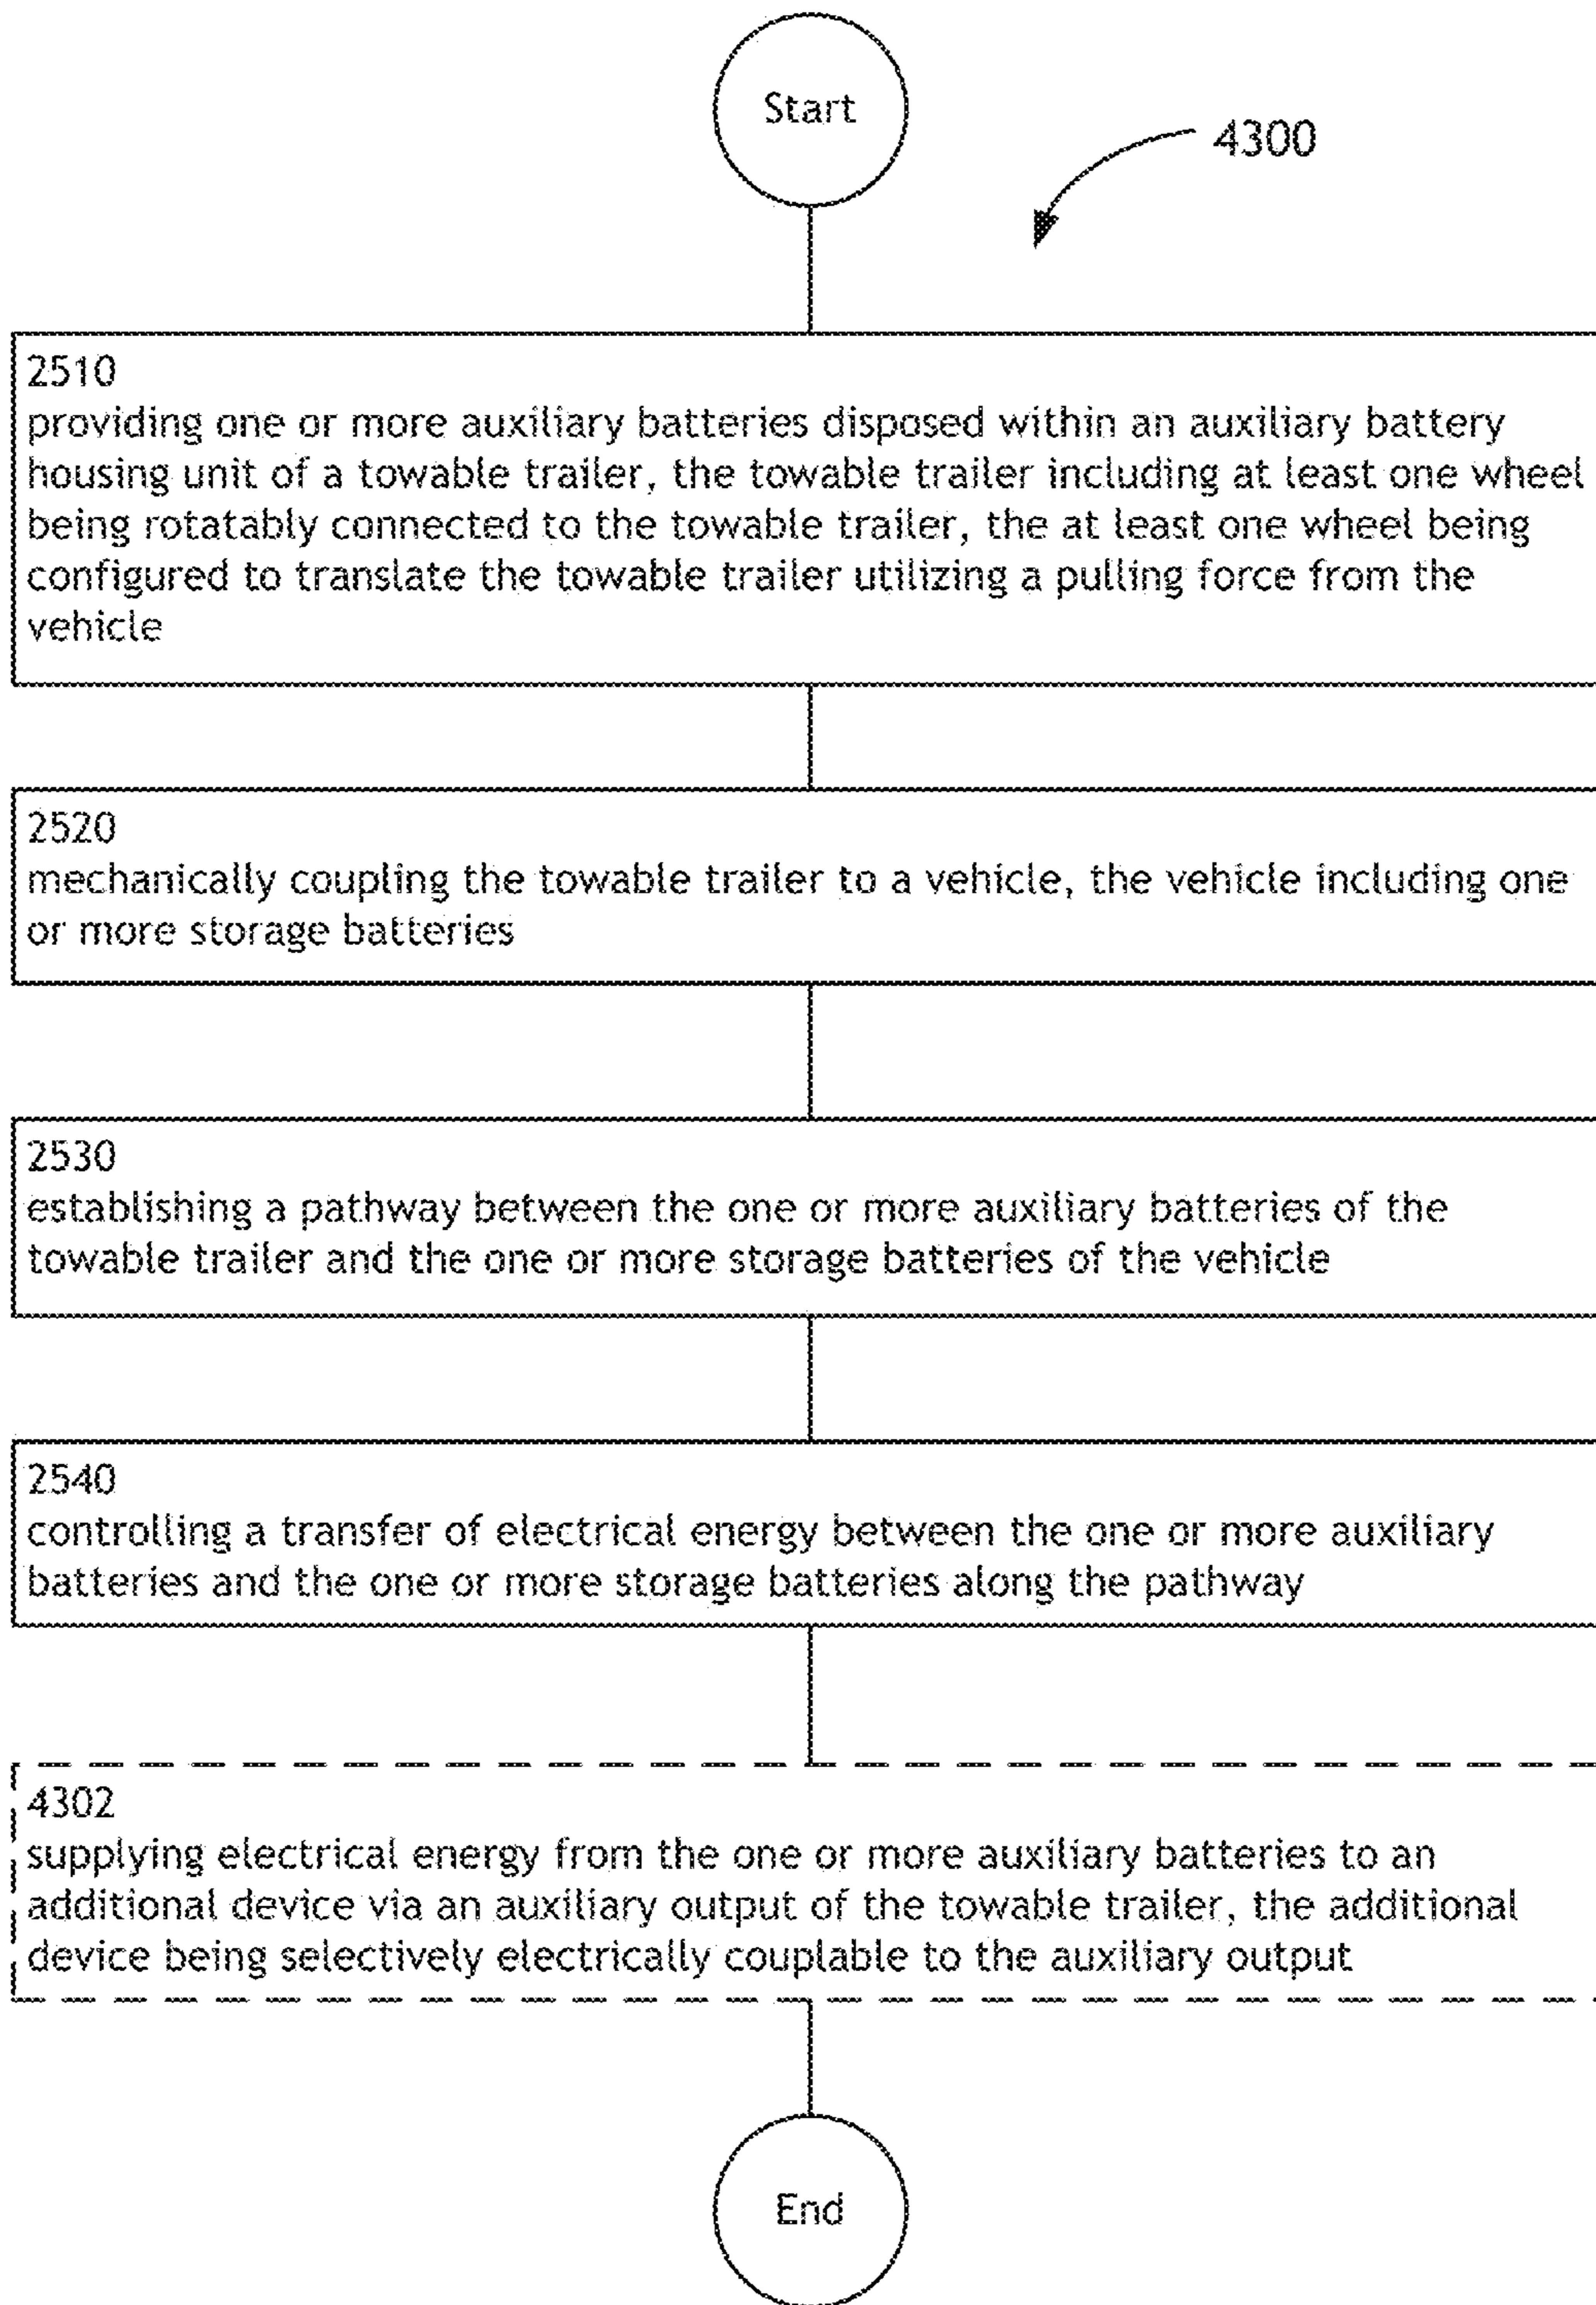 Start
4300
2510
providing one or more auxiliary batteries disposed within an auxiliary battery
housing unit of a towable trailer, the towable trailer including at least one wheel
being rotatably connected to the towable trailer, the at least one wheel being
configured to translate the towable trailer utilizing a pulling force from the
vehicle
2520
mechanically coupling the towable trailer to a vehicle, the vehicle including one
or more storage batteries
2530
establishing a pathway between the one or more auxiliary batteries of the
towable trailer and the one or more storage batteries of the vehicle
2540
controlling a transfer of electrical energy between the one or more auxiliary
batteries and the one or more storage batteries along the pathway
4302
supplying electrical energy from the one or more auxiliary batteries to an
additional device via an auxiliary output of the towable trailer, the additional
device being selectively electrically couplable to the auxiliary output
End